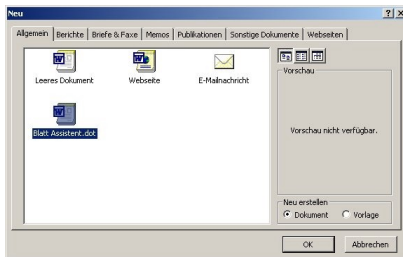 Neu
Allgemein Berichte Briefe & Faxe Memos Publikationen Sonstige Dokumente Webseiten
Leeres Dokument Webseite E-Mailnachricht
Blatt Assistent.dot
Vorschau
Vorschau nicht verfügbar.
Neu erstellen
Dokument Vorlage
OK Abbrechen